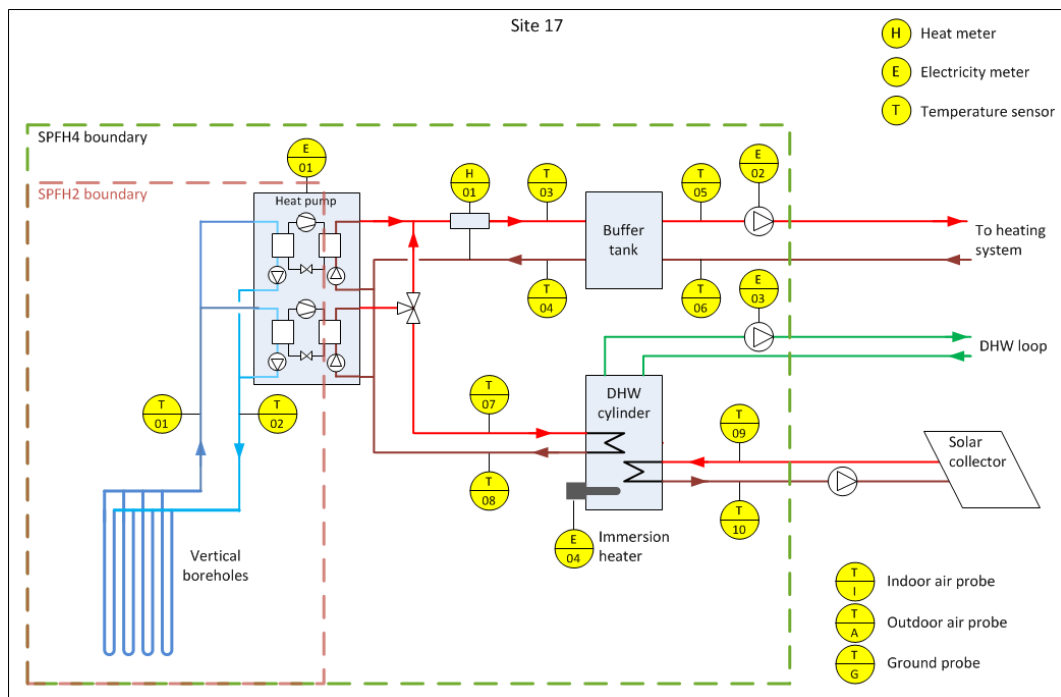 Site 17
H Heat meter
E Electricity meter
T Temperature sensor
SPFH4 boundary
SPFH2 boundary
E
01
Heat pump
H
01
T
03
T
05
E
02
Buffer
tank
To heating
system
T
04
T
06
E
03
DHW loop
T
01
T
02
T
07
DHW
cylinder
T
09
Solar
collector
T
08
T
10
E
04
Immersion
heater
Vertical
boreholes
T
I
Indoor air probe
T
A
Outdoor air probe
T
G
Ground probe